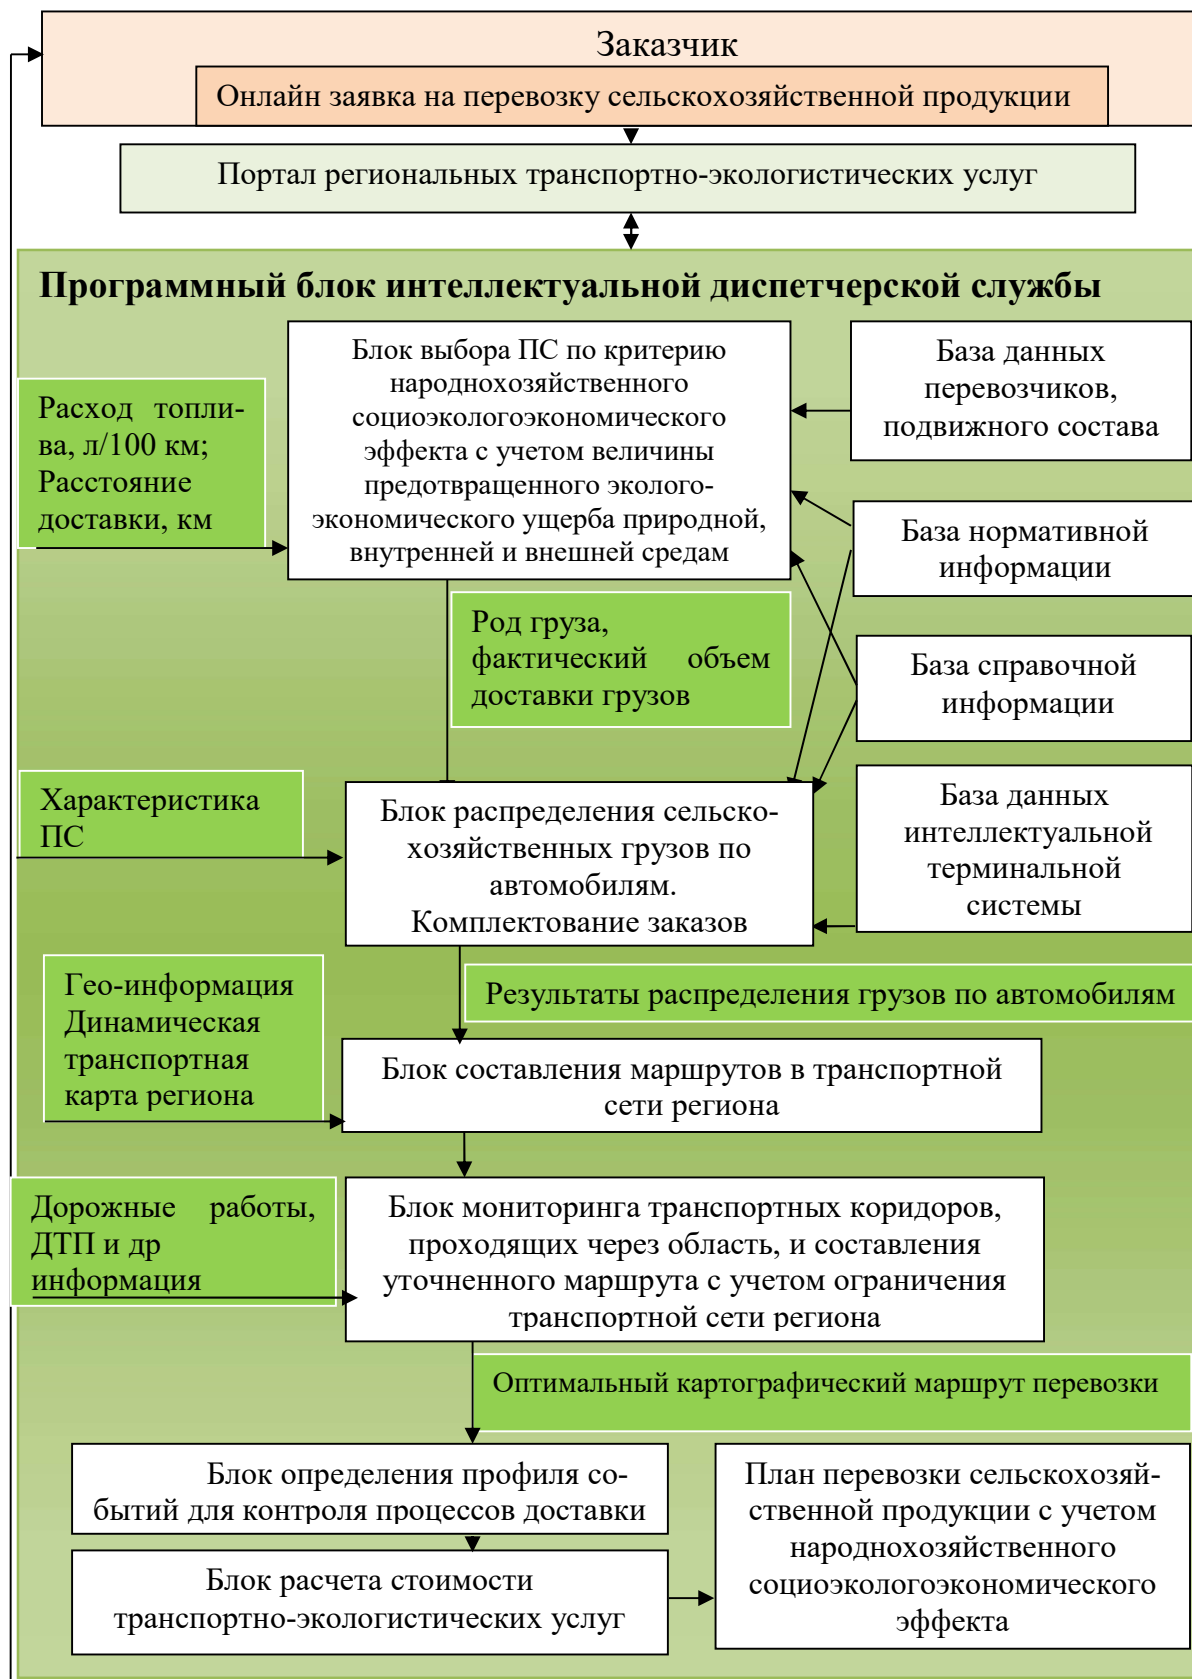 Заказчик
Онлайн заявка на перевозку сельскохозяйственной продукции
Портал региональных транспортно-экологистических услуг
Программный блок интеллектуальной диспетчерской службы
Блок выбора ПС по критерию
народнохозяйственного
социоэкологоэкономического
эффекта с учетом величины
предотвращенного эколого-
экономического ущерба природной,
внутренней и внешней средам
База данных
перевозчиков,
подвижного состава
Расход топли-
ва, л/100 км;
Расстояние
доставки, км
База нормативной
информации
Род груза,
фактический объем
доставки грузов
База справочной
информации
Характеристика
ПС
Блок распределения сельско-
хозяйственных грузов по
автомобилям.
Комплектование заказов
База данных
интеллектуальной
терминальной
системы
Гео-информация
Динамическая
транспортная
карта региона
Результаты распределения грузов по автомобилям
Блок составления маршрутов в транспортной
сети региона
Дорожные работы,
ДТП и др
информация
Блок мониторинга транспортных коридоров,
проходящих через область, и составления
уточненного маршрута с учетом ограничения
транспортной сети региона
Оптимальный картографический маршрут перевозки
Блок определения профиля со-
бытий для контроля процессов доставки
Блок расчета стоимости
транспортно-экологистических услуг
План перевозки сельскохозяй-
ственной продукции с учетом
народнохозяйственного
социоэкологоэкономического
эффекта